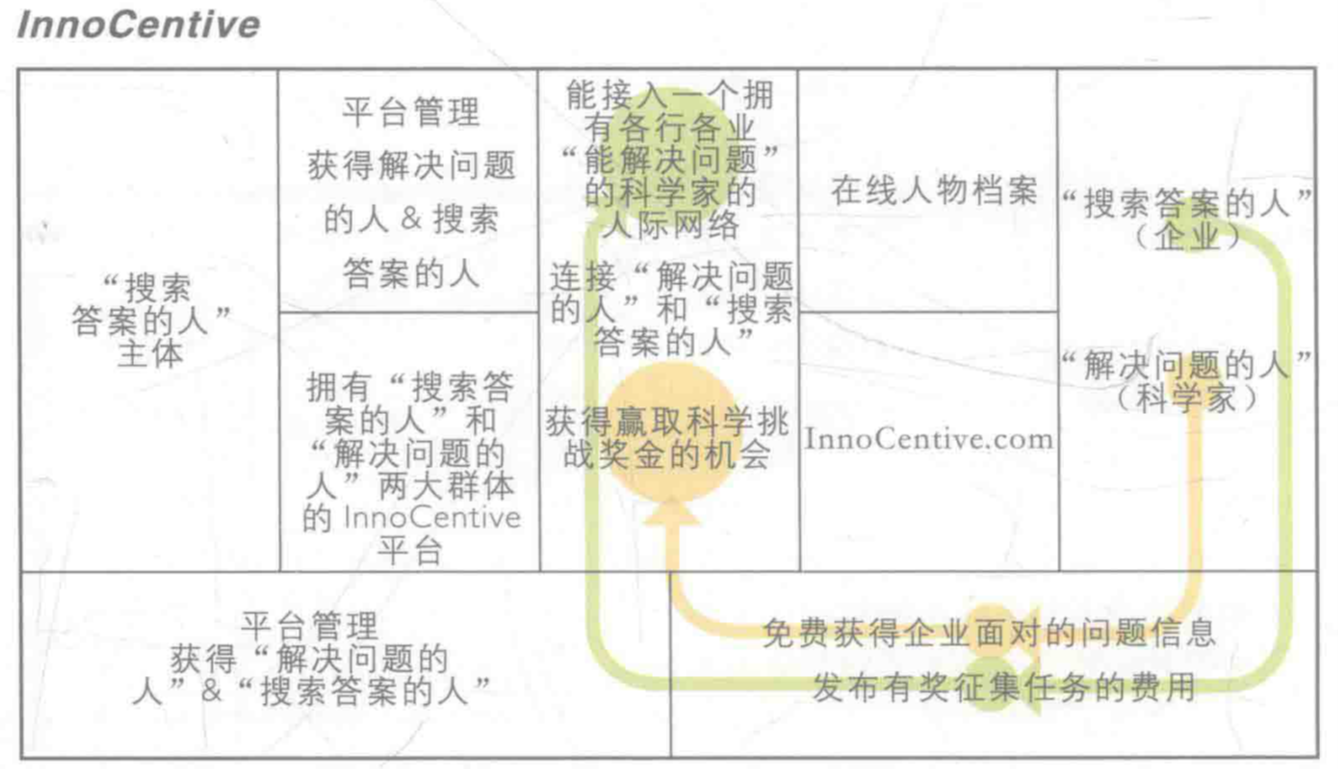 InnoCentive
“搜索
答案的人”
主体
平台管理
获得解决问题
的人 & 搜索
答案的人
拥有“搜索答
案的人”和
“解决问题的
人”两大群体
的 InnoCentive
平台
能接入一个拥
有各行各业
“能解决问题”
的科学家的
人际网络
连接“解决问题
的人”和“搜索
答案的人”
获得赢取科学挑
战奖金的机会
在线人物档案
InnoCentive.com
“搜索答案的人”
（企业）
“解决问题的人”
（科学家）
平台管理
获得“解决问题的
人”&“搜索答案的人”
免费获得企业面对的问题信息
发布有奖征集任务的费用